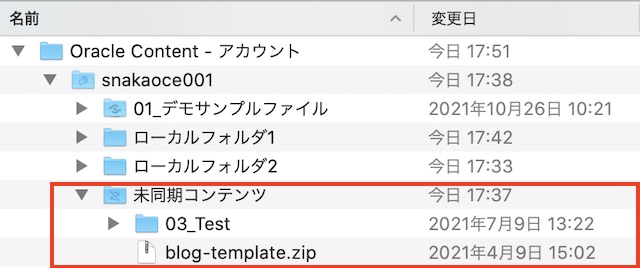 名前 変更日
Oracle Content - アカウント 今日 17:51
snakaoce001 今日 17:38
01_デモサンプルファイル 2021年10月26日 10:21
ローカルフォルダ1 今日 17:42
ローカルフォルダ2 今日 17:33
未同期コンテンツ 今日 17:37
03_Test 2021年7月9日 13:22
blog-template.zip 2021年4月9日 15:02